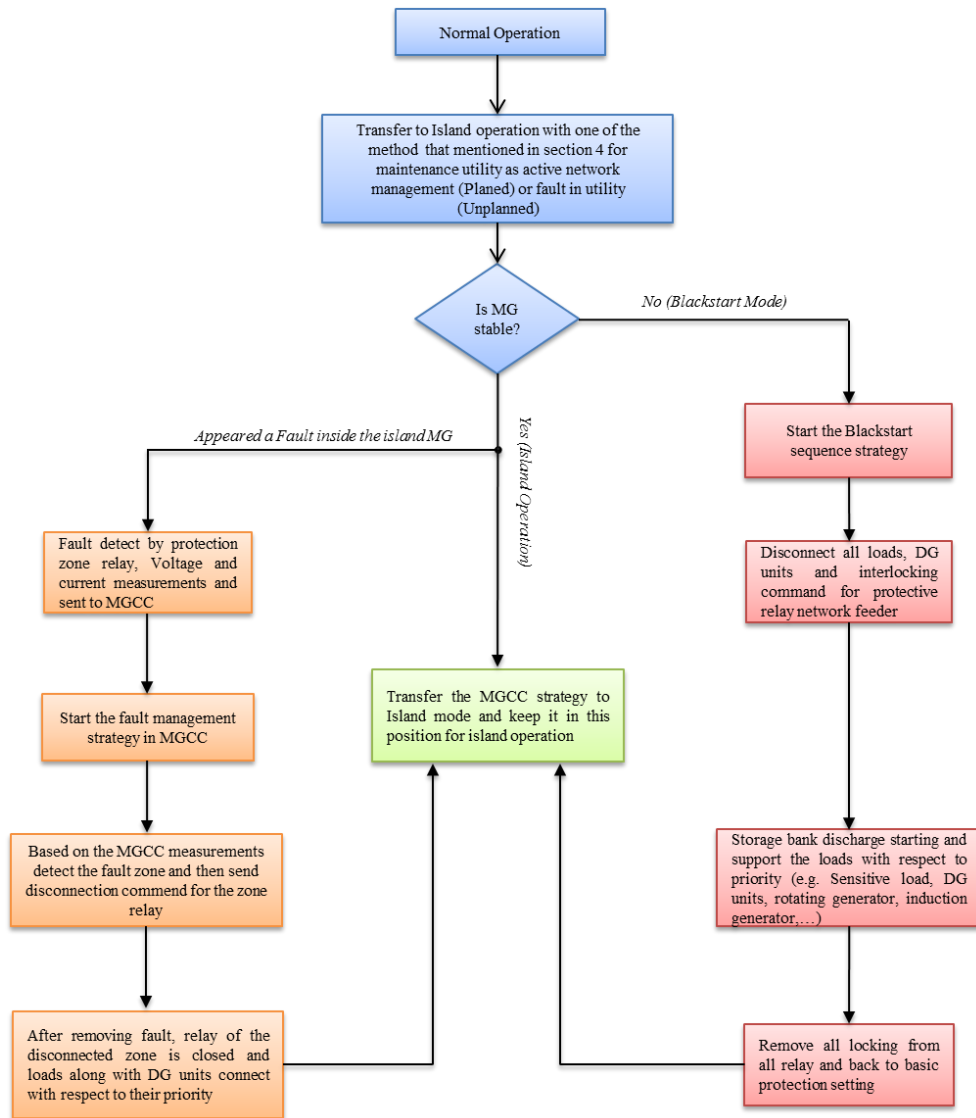 Normal Operation
Transfer to Island operation with one of the
method that mentioned in section 4 for
maintenance utility as active network
management (Planed) or fault in utility
(Unplanned)
Is MG
stable?
No (Blackstart Mode)
Appeared a Fault inside the island MG
Yes (Island Operation)
Start the Blackstart
sequence strategy
Fault detect by protection
zone relay, Voltage and
current measurements and
sent to MGCC
Disconnect all loads, DG
units and interlocking
command for protective
relay network feeder
Start the fault management
strategy in MGCC
Transfer the MGCC strategy to
Island mode and keep it in this
position for island operation
Based on the MGCC measurements
detect the fault zone and then send
disconnection commend for the zone
relay
Storage bank discharge starting and
support the loads with respect to
priority (e.g. Sensitive load, DG
units, rotating generator, induction
generator,…)
After removing fault, relay of the
disconnected zone is closed and
loads along with DG units connect
with respect to their priority
Remove all locking from
all relay and back to basic
protection setting